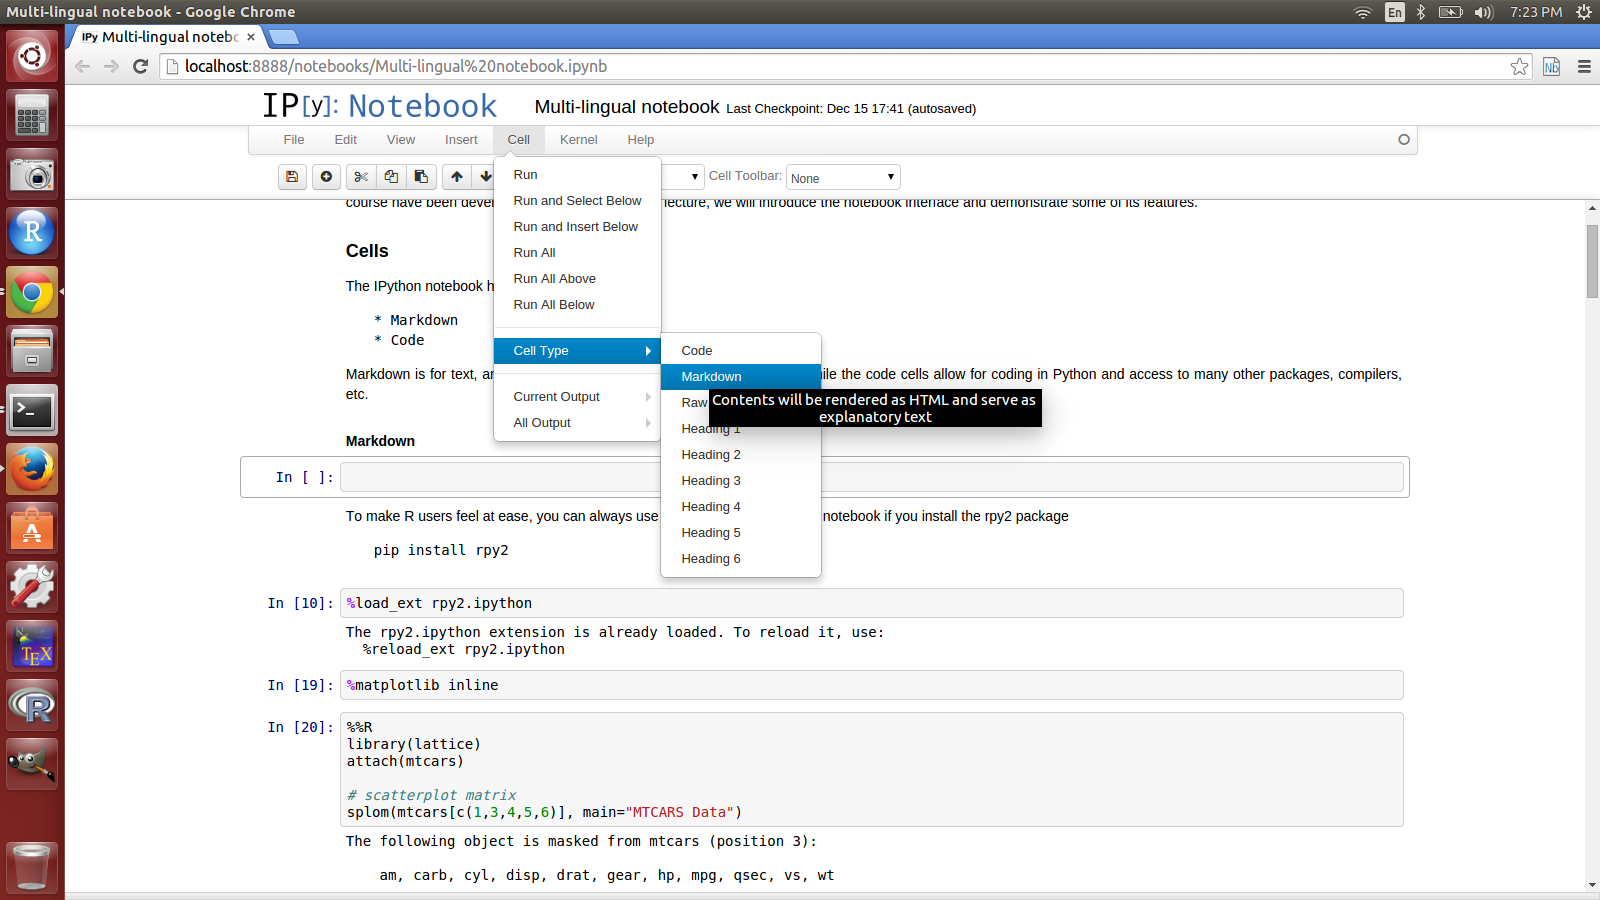 Multi-lingual notebook - Google Chrome
En
7:23 PM
IPy Multi-lingual noteb
localhost:8888/notebooks/Multi-lingual%20notebook.ipynb
Nb
IP[y]: Notebook
Multi-lingual notebook Last Checkpoint: Dec 15 17:41 (autosaved)
File Edit View Insert Cell Kernel Help
Cell Toolbar: None
Run
Run and Select Below
Run and Insert Below
Run All
Run All Above
Run All Below
Cell Type
Current Output
All Output
Code
Markdown
Raw
Heading 1
Heading 2
Heading 3
Heading 4
Heading 5
Heading 6
Contents will be rendered as HTML and serve as
explanatory text
course have been lecture, we will introduce the notebook interface and demonstrate some of its features.
Cells
The IPython notebook
* Markdown
* Code
Markdown is for text, the code cells allow for coding in Python and access to many other packages, compilers,
etc.
Markdown
In [ ]:
To make R users feel at ease, you can always use notebook if you install the rpy2 package
pip install rpy2
In [10]: %load_ext rpy2.ipython
The rpy2.ipython extension is already loaded. To reload it, use:
%reload_ext rpy2.ipython
In [19]: %matplotlib inline
In [20]: %%R
library(lattice)
attach(mtcars)
# scatterplot matrix
splom(mtcars[c(1,3,4,5,6)], main="MTCARS Data")
The following object is masked from mtcars (position 3):
am, carb, cyl, disp, drat, gear, hp, mpg, qsec, vs, wt
R
TEX
R